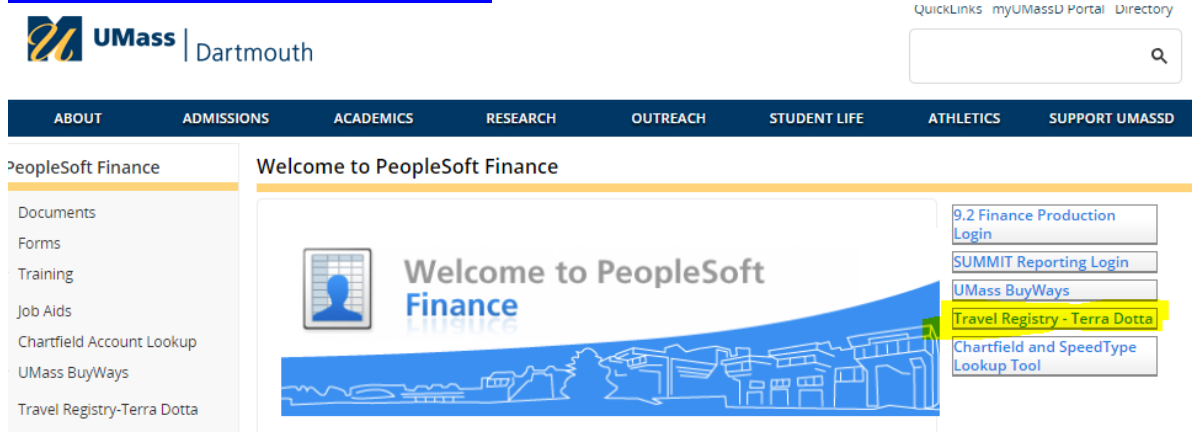 QuickLinks myUMassD Portal Directory
UMass
Dartmouth
ABOUT ADMISSIONS ACADEMICS RESEARCH OUTREACH STUDENT LIFE ATHLETICS SUPPORT UMASSD
PeopleSoft Finance
Documents
Forms
Training
Job Aids
Chartfield Account Lookup
UMass BuyWays
Travel Registry-Terra Dotta
Welcome to PeopleSoft Finance
Welcome to PeopleSoft
Finance
9.2 Finance Production
Login
SUMMIT Reporting Login
UMass BuyWays
Travel Registry - Terra Dotta
Chartfield and SpeedType
Lookup Tool